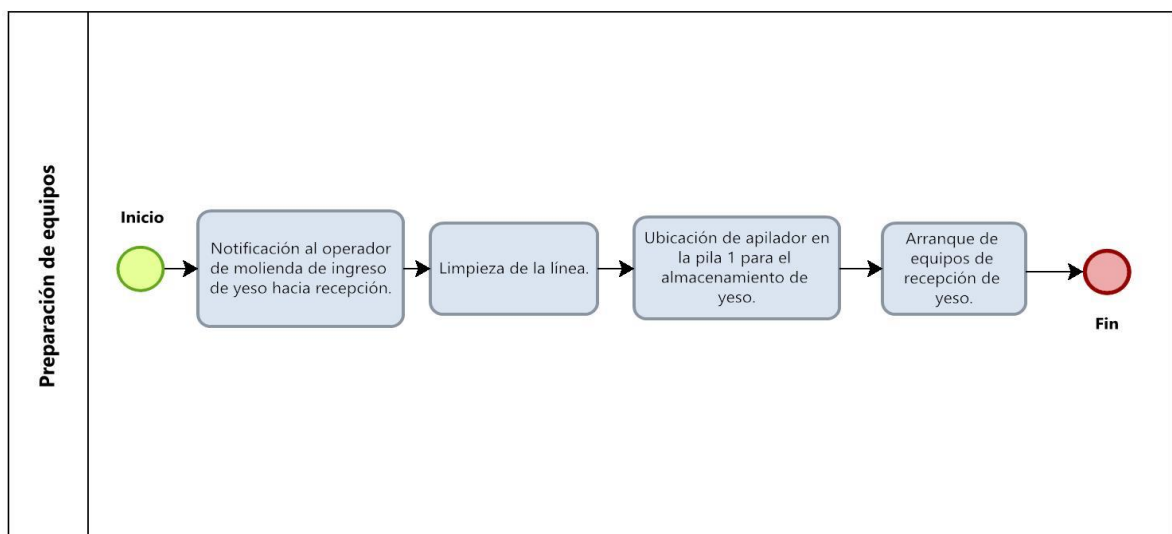 Preparación de equipos
Inicio
Notificación al operador
de molienda de ingreso
de yeso hacia recepción.
Limpieza de la línea.
Ubicación de apilador en
la pila 1 para el
almacenamiento de
yeso.
Arranque de
equipos de
recepción de
yeso.
Fin